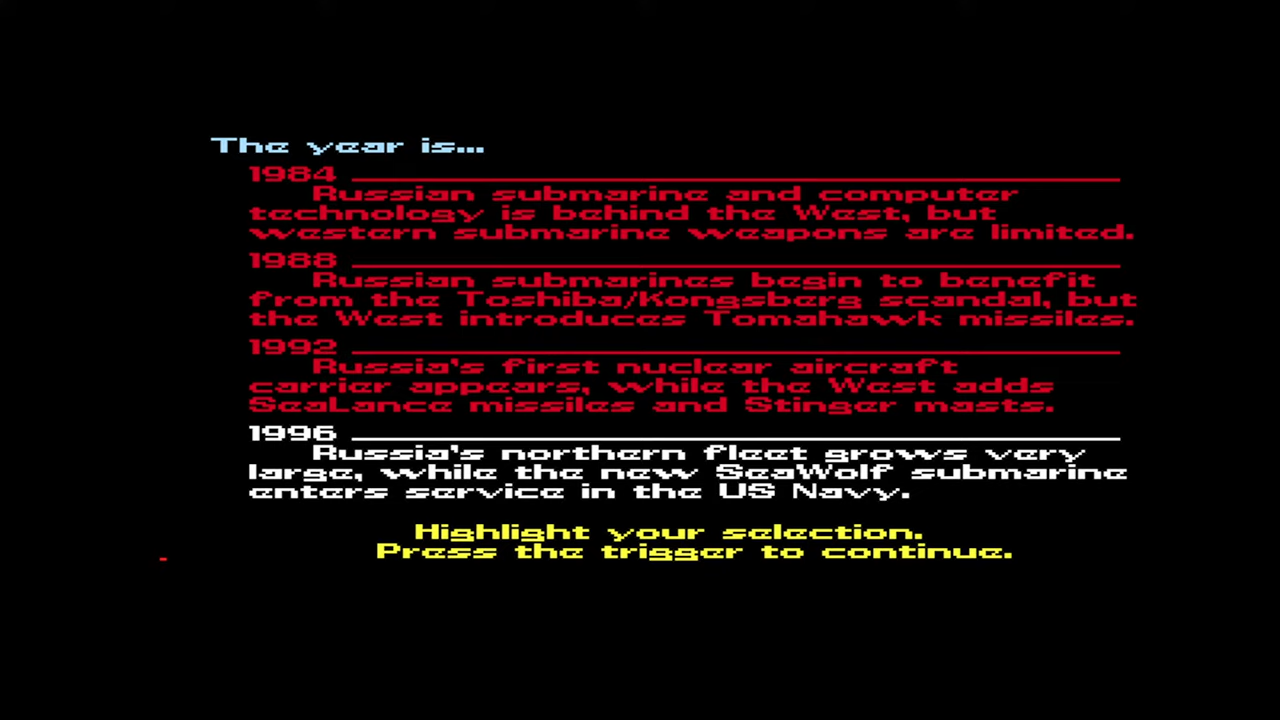 The year is...
1984
Russian submarine and computer
technology is behind the West, but
western submarine weapons are limited.
1988
Russian submarines begin to benefit
from the Toshiba/Kongsberg scandal, but
the West introduces Tomahawk missiles.
1992
Russia's first nuclear aircraft
carrier appears, while the West adds
SeaLance missiles and Stinger masts.
1996
Russia's northern fleet grows very
large, while the new SeaWolf submarine
enters service in the US Navy.
Highlight your selection.
Press the trigger to continue.